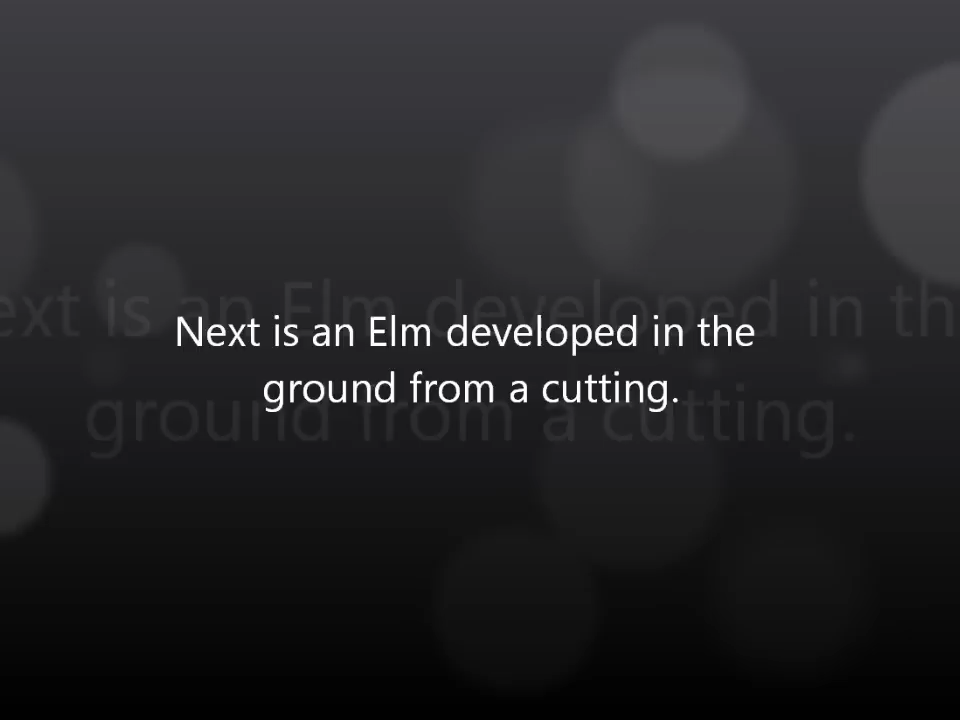 Next is an Elm developed in the
ground from a cutting.